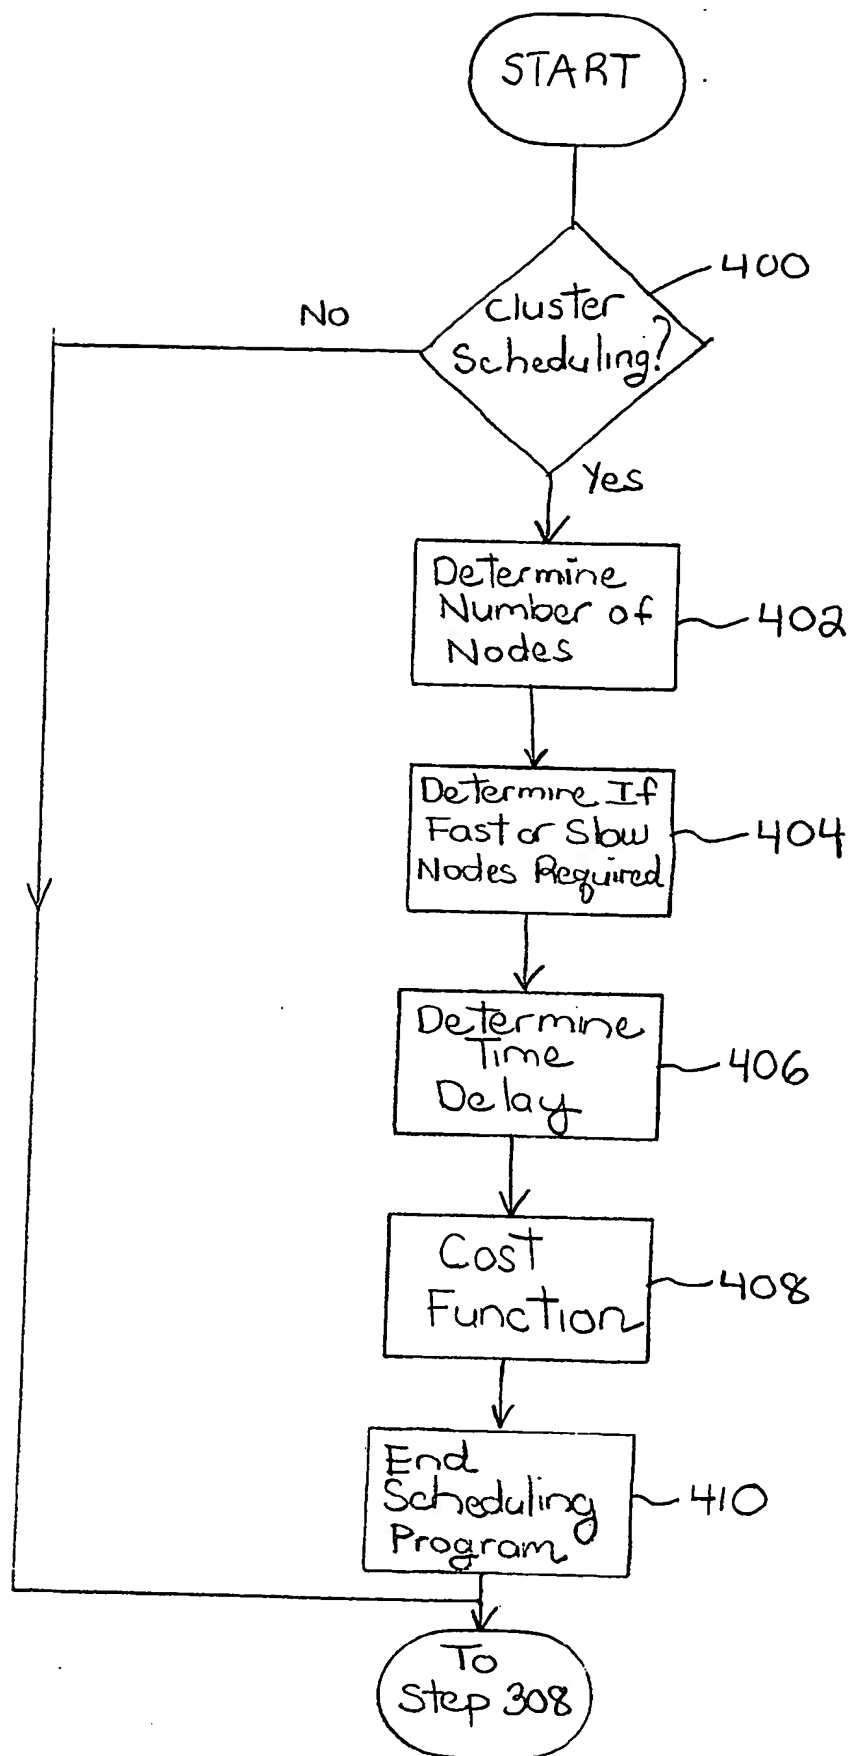 START
400
Cluster
Scheduling?
No
Yes
Determine
Number of
Nodes
402
Determine If
Fast or Slow
Nodes Required
404
Determine
Time
Delay
406
Cost
Function
408
End
Scheduling
Program
410
To
Step 308